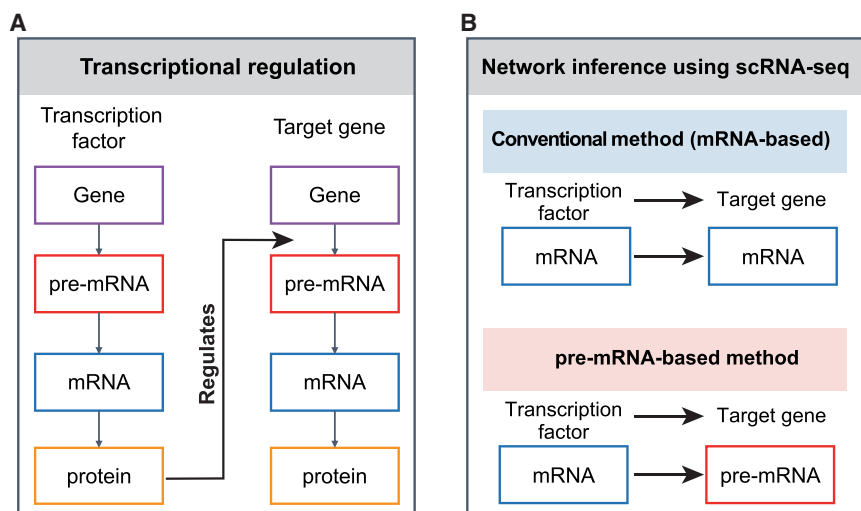 A
Transcriptional regulation
Transcription
factor
Target gene
Gene
Gene
pre-mRNA
pre-mRNA
mRNA
mRNA
protein
protein
Regulates
B
Network inference using scRNA-seq
Conventional method (mRNA-based)
Transcription
factor
Target gene
mRNA
mRNA
pre-mRNA-based method
Transcription
factor
Target gene
mRNA
pre-mRNA